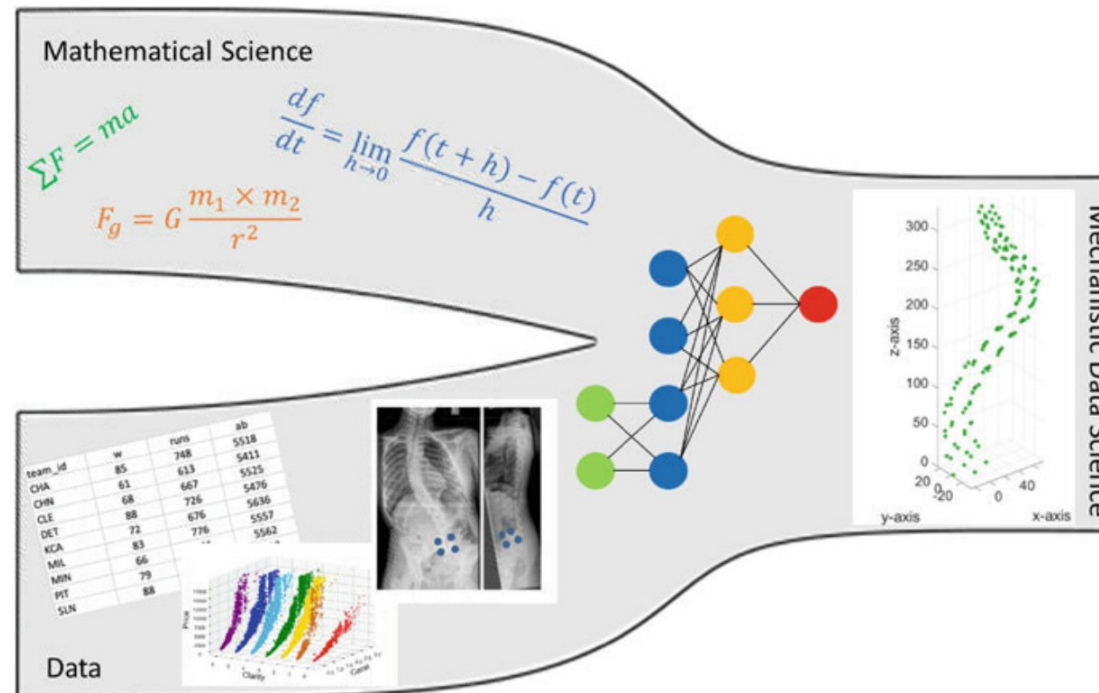 Mathematical Science
∑F = ma
df/dt = lim h→0 f(t + h) − f(t) / h
F_g = G m_1 × m_2 / r^2
team_id w runs ab
CHA 85 748 5518
CHN 61 613 5411
CLE 68 667 5525
DET 88 726 5476
KCA 72 676 5636
MIL 83 776 5557
MIN 66 5562
PIT 79
SLN 88
Price
Clarity
Carat
Data
z-axis
300
250
200
150
100
50
0
20
0
-20
0
40
y-axis
x-axis
Mechanistic Data Science